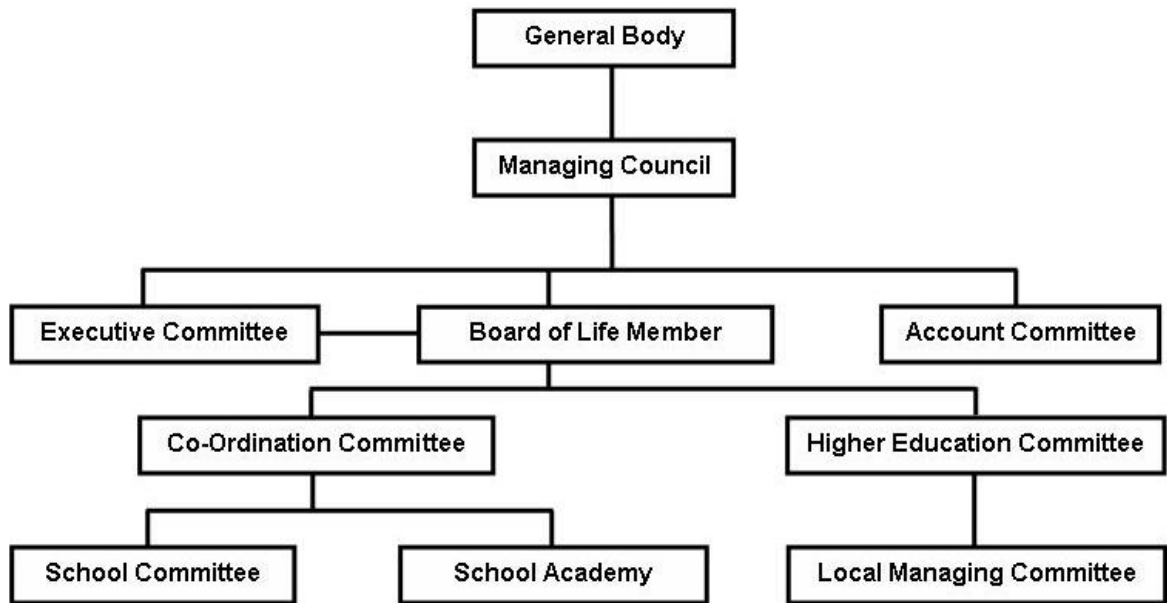 General Body
Managing Council
Executive Committee
Board of Life Member
Account Committee
Co-Ordination Committee
Higher Education Committee
School Committee
School Academy
Local Managing Committee